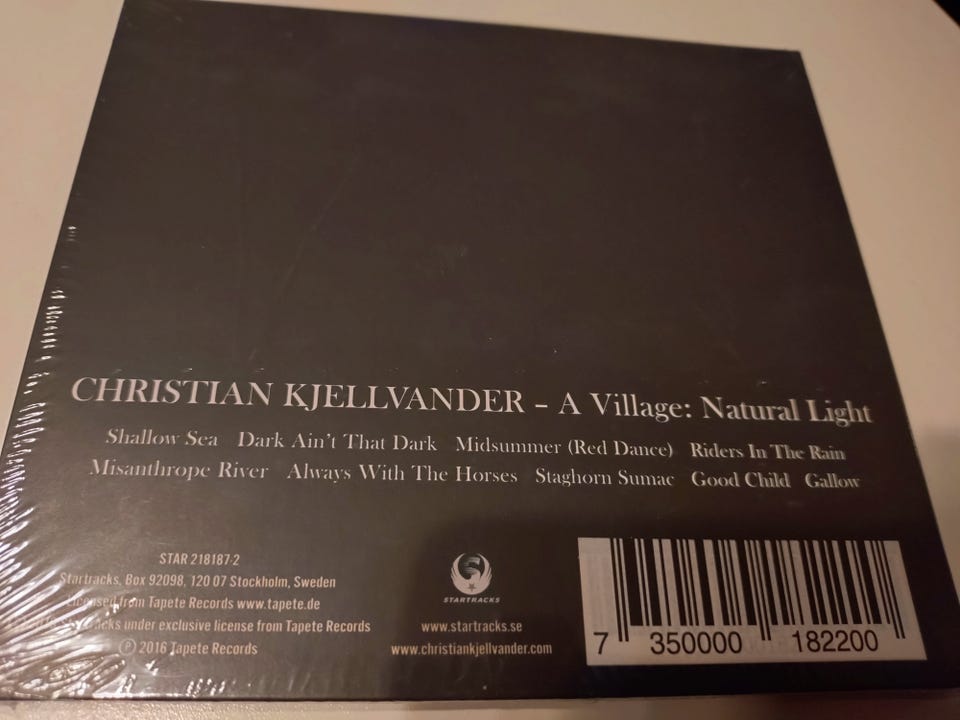 CHRISTIAN KJELLVANDER – A Village: Natural Light
Shallow Sea Dark Ain't That Dark Midsummer (Red Dance) Riders In The Rain
Misanthrope River Always With The Horses Staghorn Sumac Good Child Gallow
STAR 218187-2
Startracks, Box 92098, 120 07 Stockholm, Sweden
Licensed from Tapete Records www.tapete.de
Startracks under exclusive license from Tapete Records
Ⓟ 2016 Tapete Records
STARTRACKS
www.startracks.se
www.christiankjellvander.com
7 350000 182200